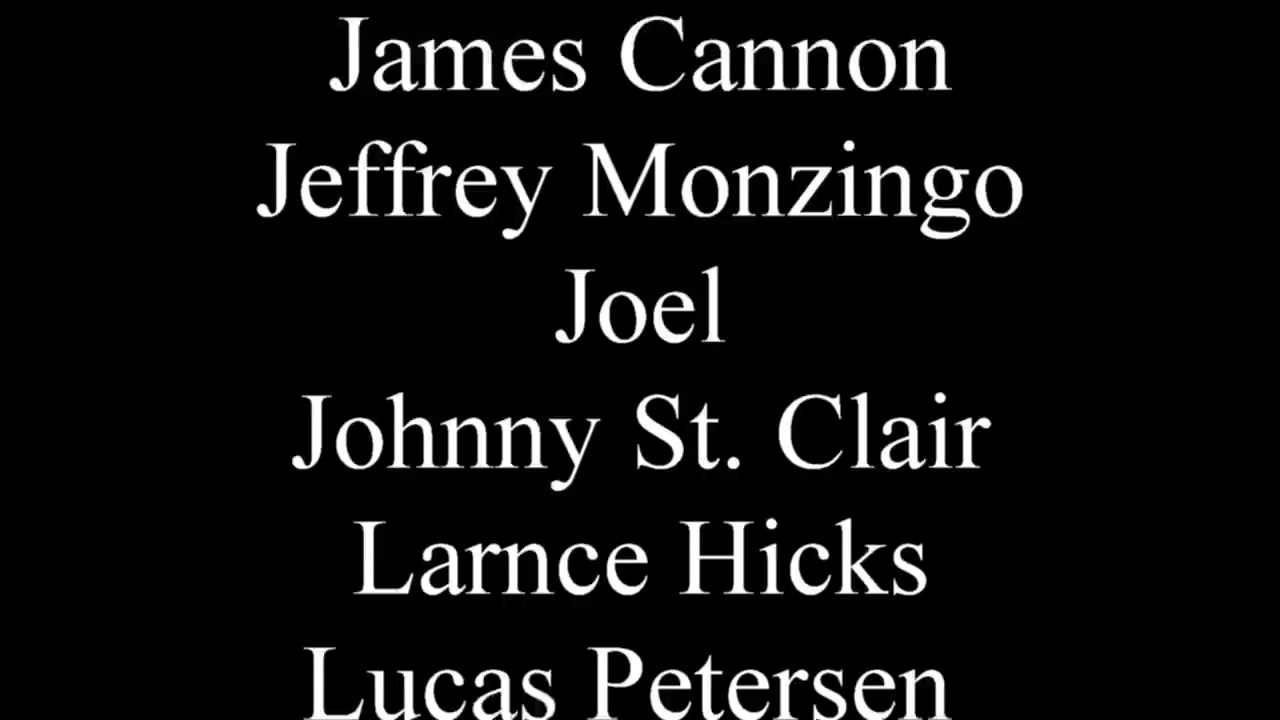 James Cannon
Jeffrey Monzingo
Joel
Johnny St. Clair
Larnce Hicks
Lucas Petersen